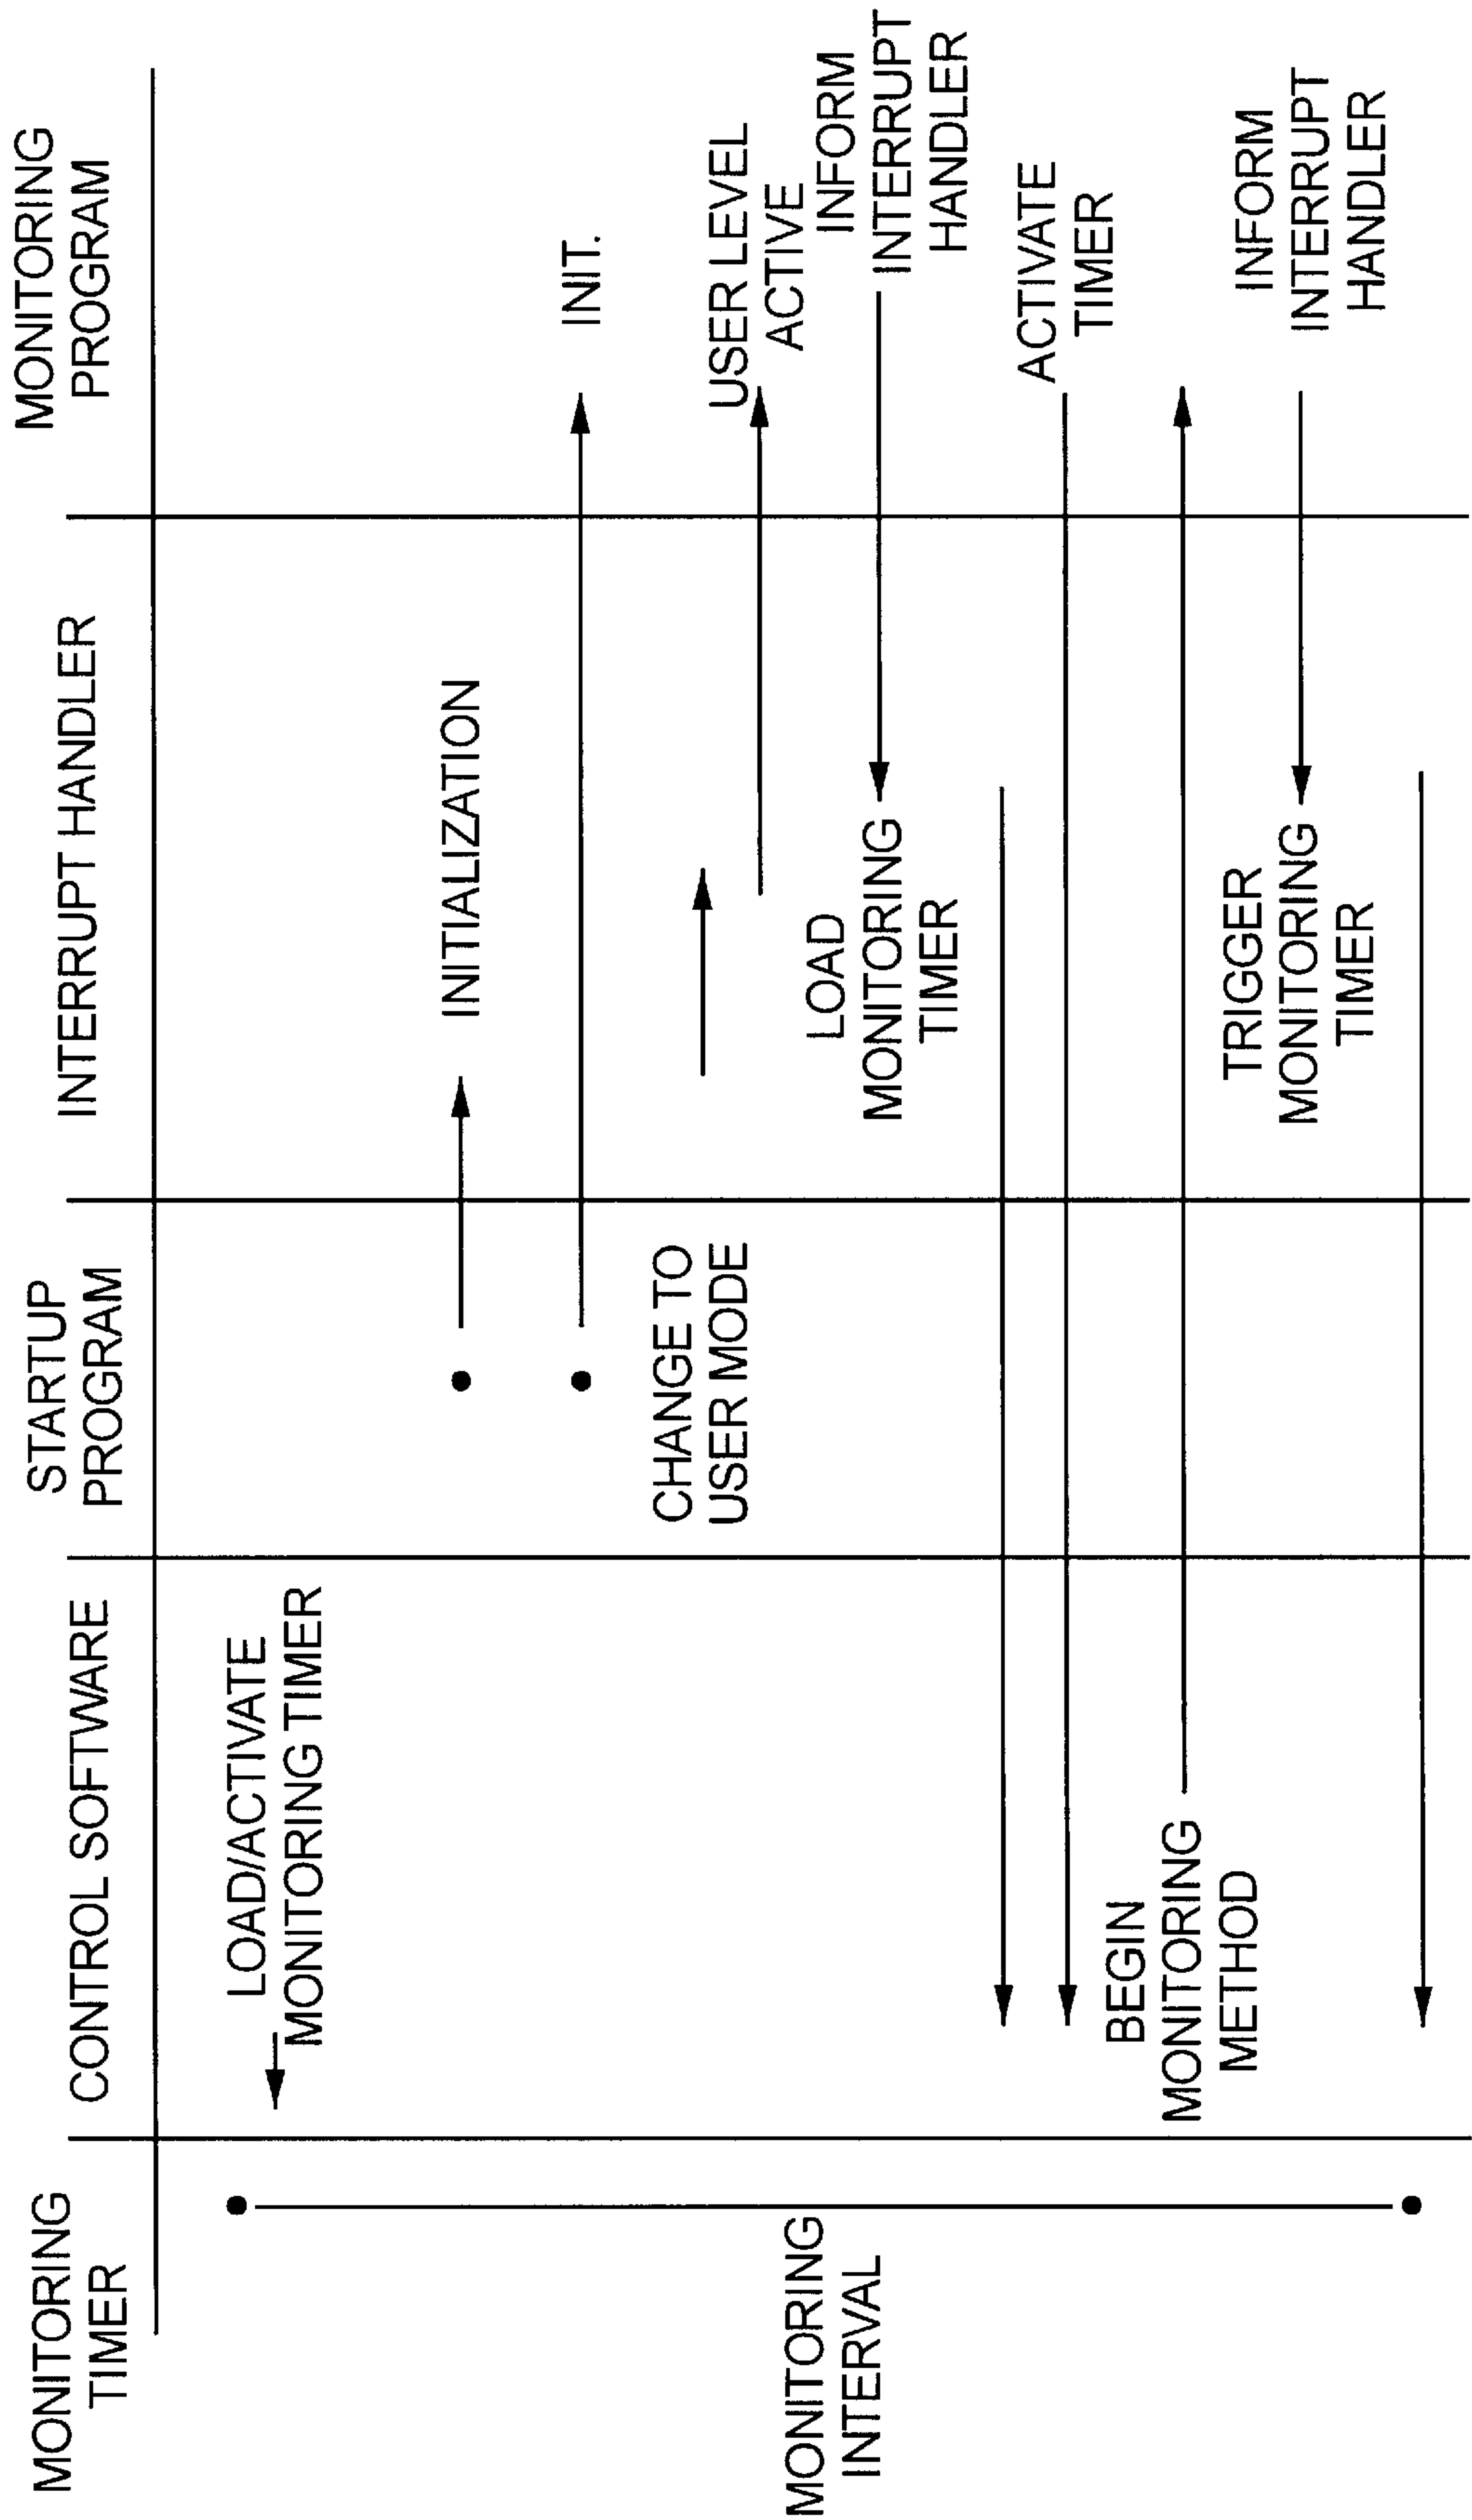 MONITORING
TIMER
CONTROL SOFTWARE
STARTUP
PROGRAM
INTERRUPT HANDLER
MONITORING
PROGRAM
LOAD/ACTIVATE
MONITORING TIMER
INITIALIZATION
INIT.
CHANGE TO
USER MODE
USER LEVEL
ACTIVE
MONITORING
INTERVAL
LOAD
MONITORING
TIMER
INFORM
INTERRUPT
HANDLER
ACTIVATE
TIMER
BEGIN
MONITORING
METHOD
TRIGGER
MONITORING
TIMER
INFORM
INTERRUPT
HANDLER